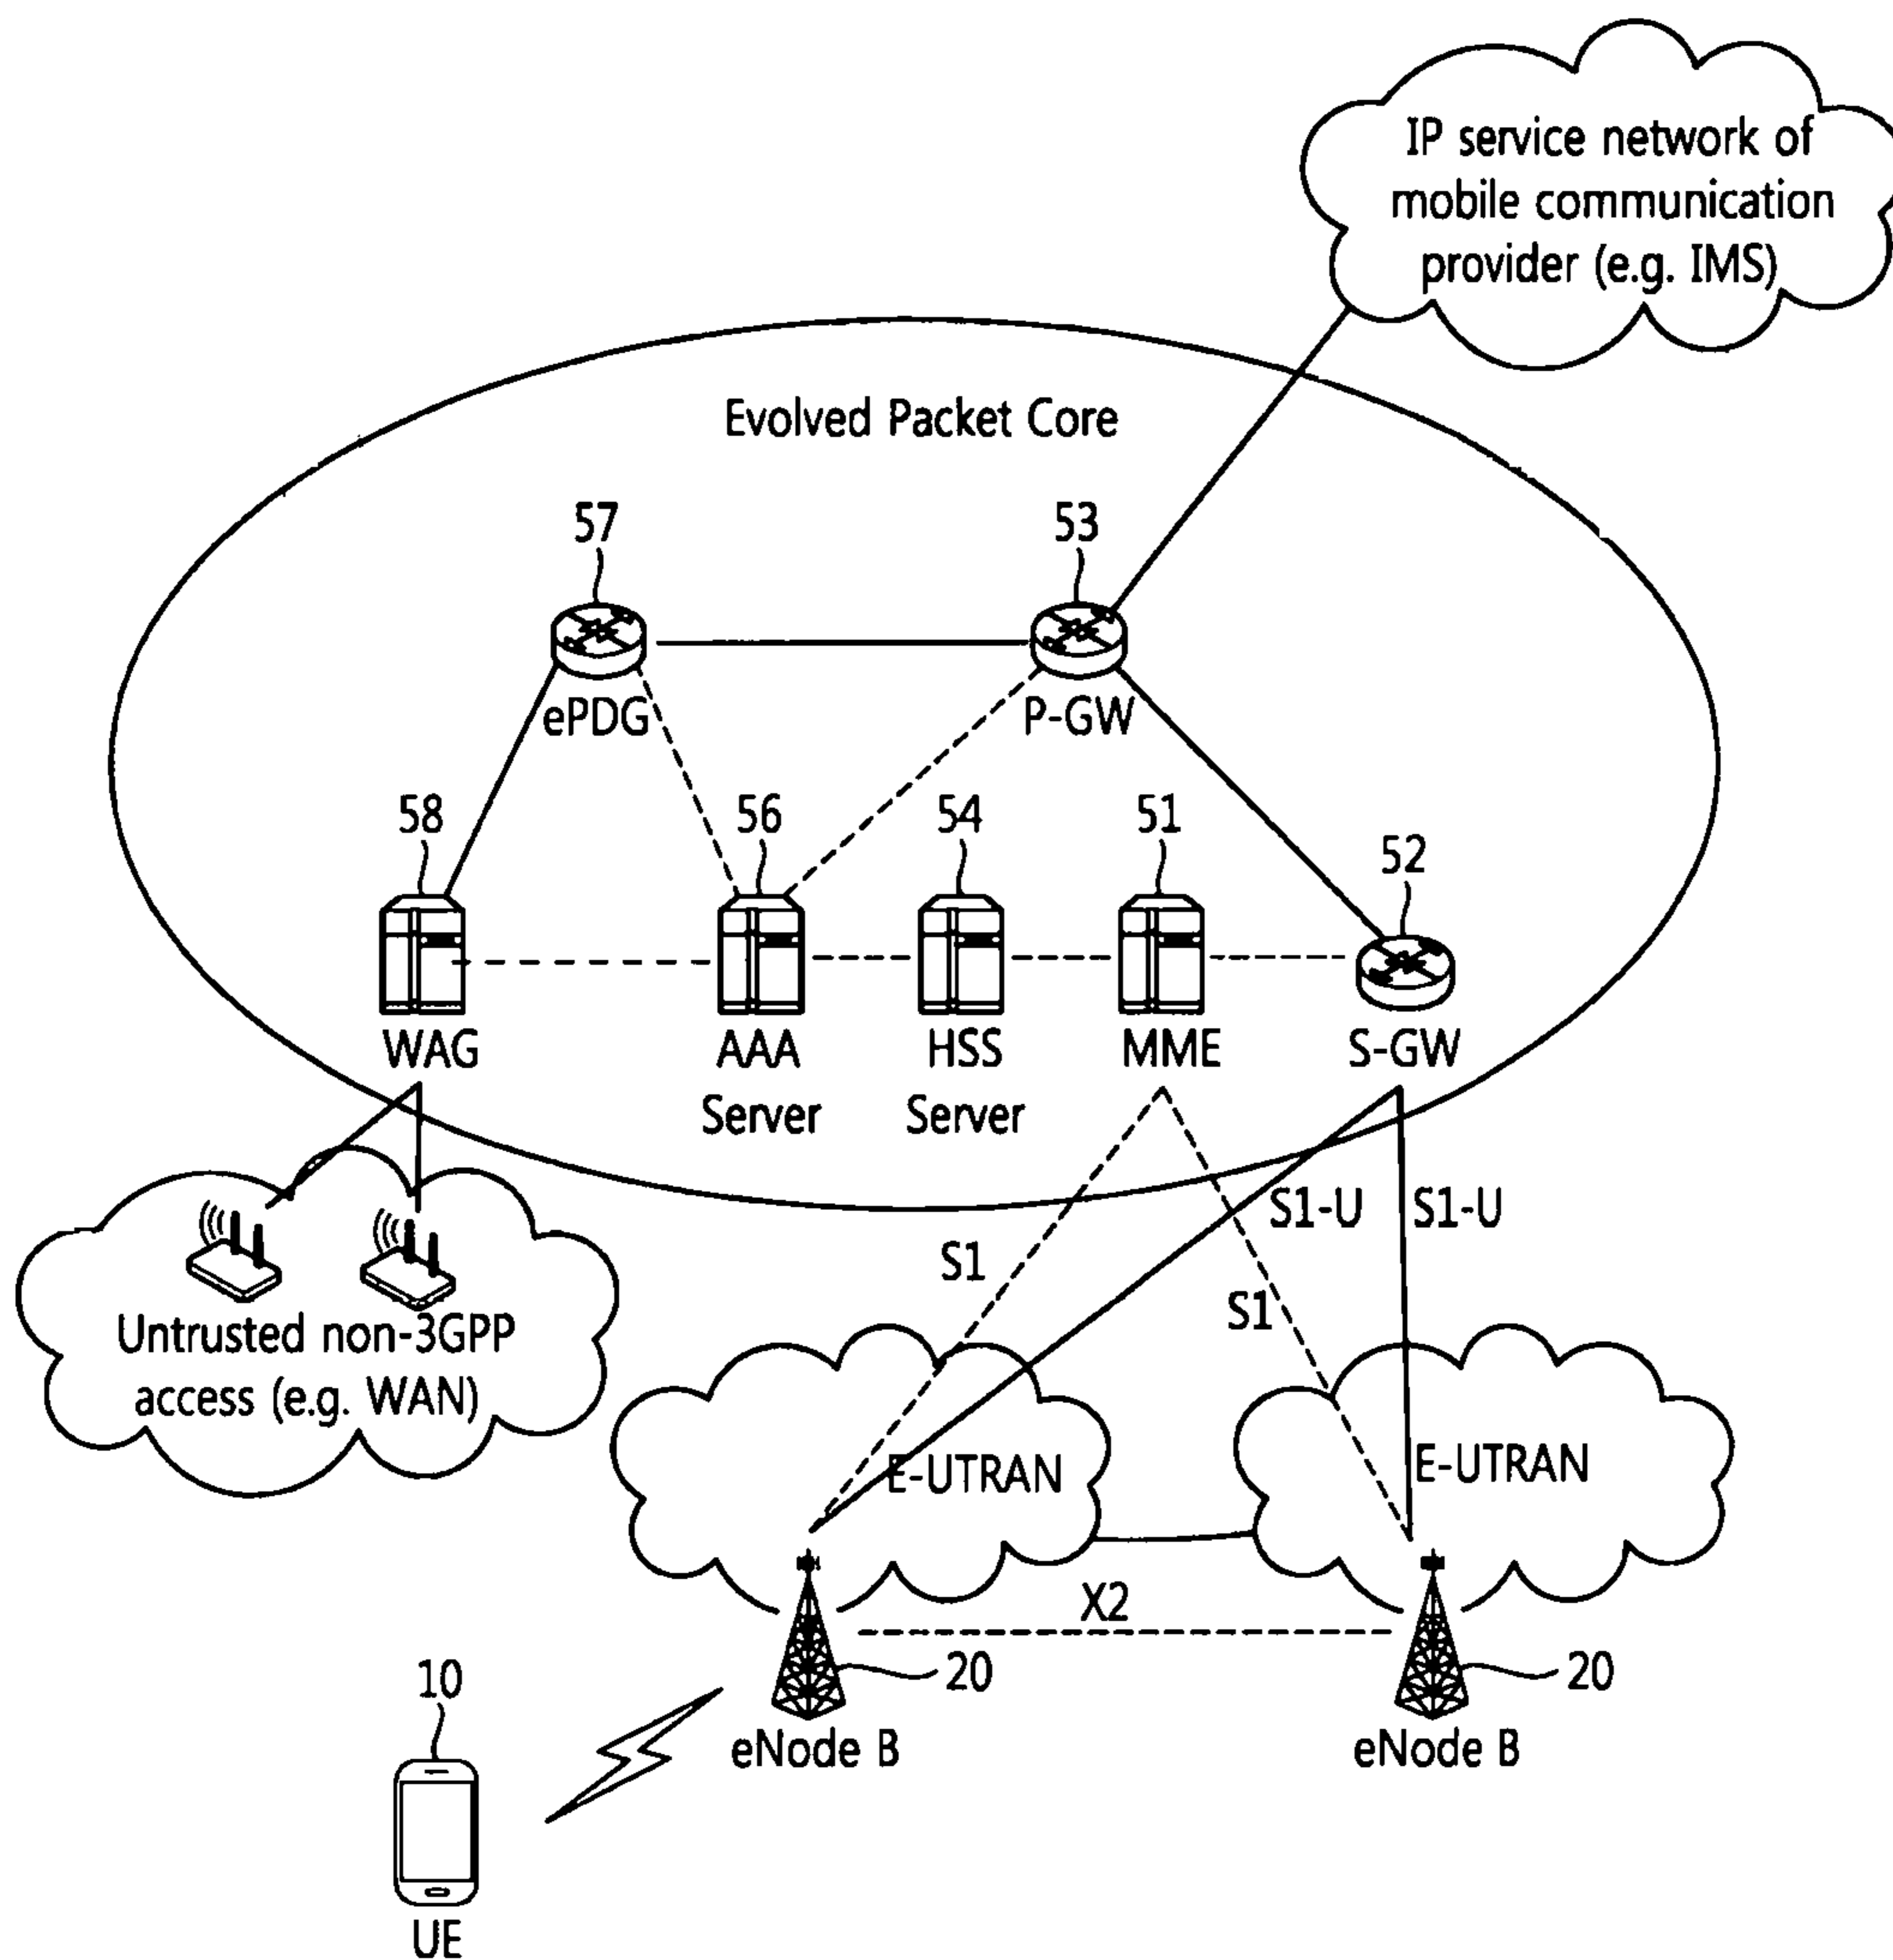 IP service network of
mobile communication
provider (e.g. IMS)
Evolved Packet Core
57
53
ePDG
P-GW
58
56
54
51
52
WAG
AAA
Server
HSS
Server
MME
S-GW
S1-U
S1-U
S1
S1
Untrusted non-3GPP
access (e.g. WAN)
E-UTRAN
E-UTRAN
X2
20
20
eNode B
eNode B
10
UE